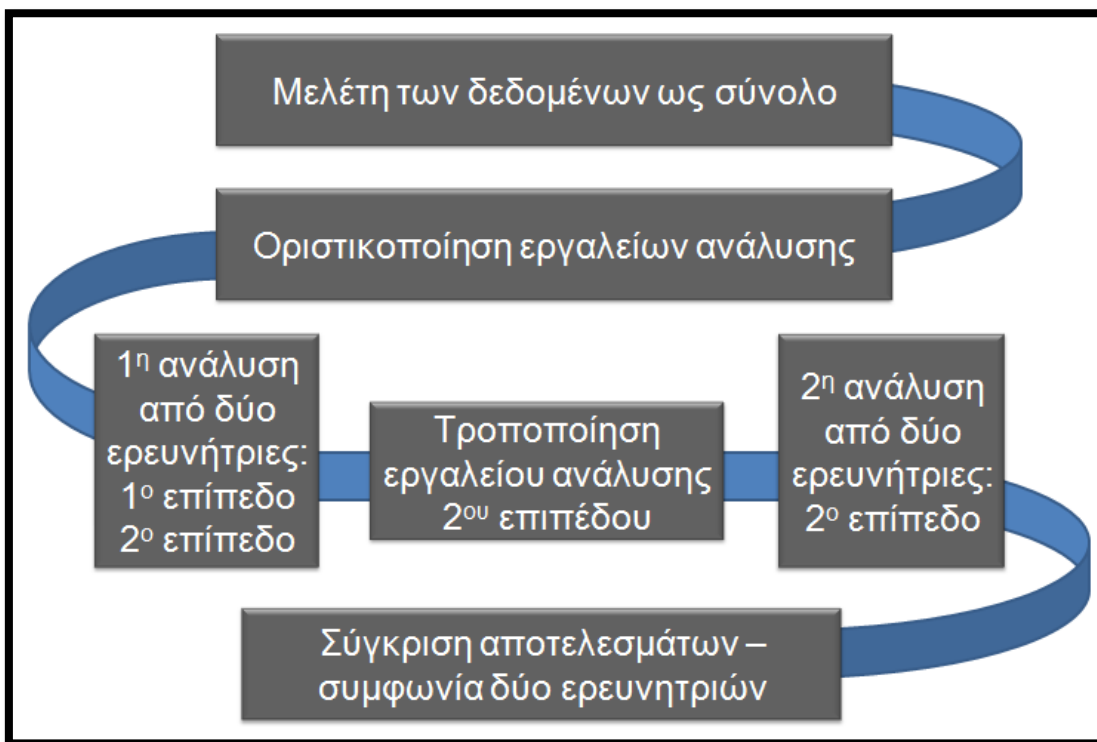 Μελέτη των δεδομένων ως σύνολο
Οριστικοποίηση εργαλείων ανάλυσης
1η ανάλυση
από δύο
ερευνήτριες:
1ο επίπεδο
2ο επίπεδο
Τροποποίηση
εργαλείου ανάλυσης
2ου επιπέδου
2η ανάλυση
από δύο
ερευνήτριες:
2ο επίπεδο
Σύγκριση αποτελεσμάτων –
συμφωνία δύο ερευνητριών